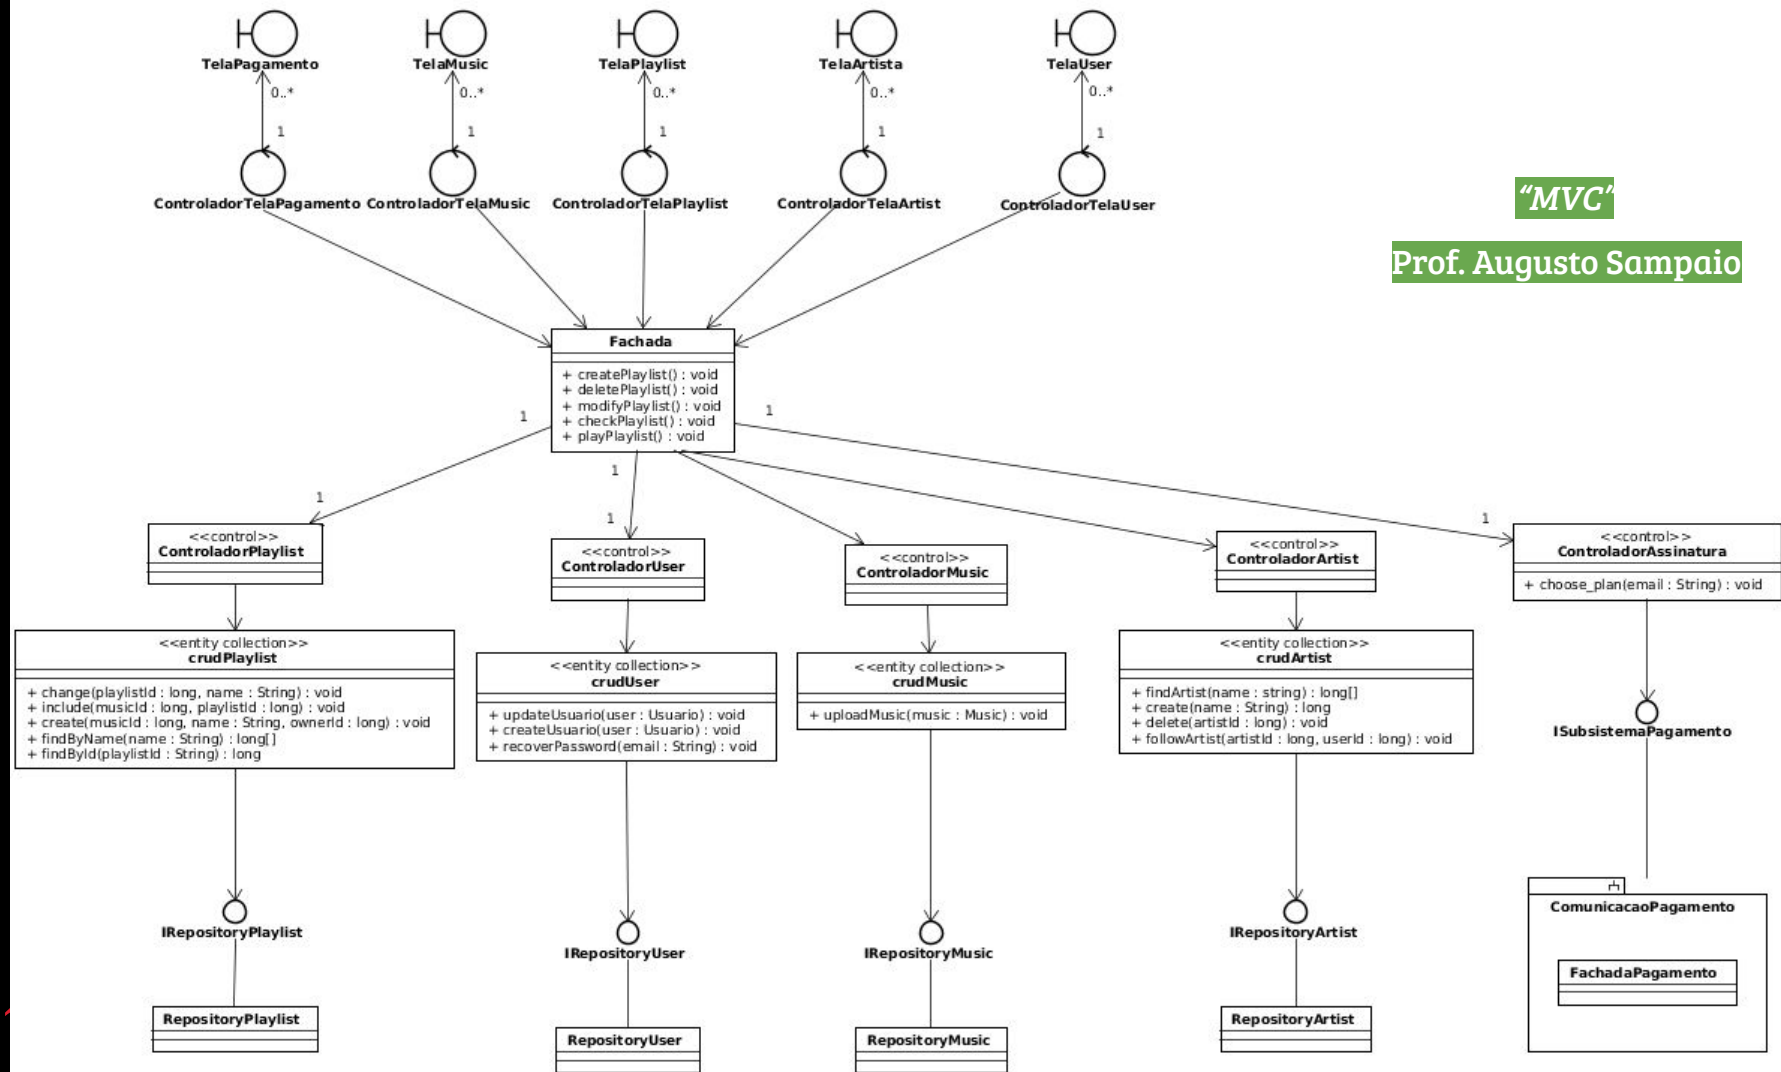 TelaPagamento
TelaMusic
TelaPlaylist
TelaArtista
TelaUser
0..*
0..*
0..*
0..*
0..*
1
1
1
1
1
ControladorTelaPagamento
ControladorTelaMusic
ControladorTelaPlaylist
ControladorTelaArtist
ControladorTelaUser
“MVC”
Prof. Augusto Sampaio
Fachada
+ createPlaylist() : void
+ deletePlaylist() : void
+ modifyPlaylist() : void
+ checkPlaylist() : void
+ playPlaylist() : void
1
1
1
1
1
1
<<control>>
ControladorPlaylist
<<control>>
ControladorUser
<<control>>
ControladorMusic
<<control>>
ControladorArtist
<<control>>
ControladorAssinatura
+ choose_plan(email : String) : void
<<entity collection>>
crudPlaylist
+ change(playlistId : long, name : String) : void
+ include(musicId : long, playlistId : long) : void
+ create(musicId : long, name : String, ownerId : long) : void
+ findByName(name : String) : long[]
+ findById(playlistId : String) : long
<<entity collection>>
crudUser
+ updateUsuario(user : Usuario) : void
+ createUsuario(user : Usuario) : void
+ recoverPassword(email : String) : void
<<entity collection>>
crudMusic
+ uploadMusic(music : Music) : void
<<entity collection>>
crudArtist
+ findArtist(name : string) : long[]
+ create(name : String) : long
+ delete(artistId : long) : void
+ followArtist(artistId : long, userId : long) : void
ISubsistemaPagamento
IRepositoryPlaylist
IRepositoryUser
IRepositoryMusic
IRepositoryArtist
ComunicacaoPagamento
FachadaPagamento
RepositoryPlaylist
RepositoryUser
RepositoryMusic
RepositoryArtist